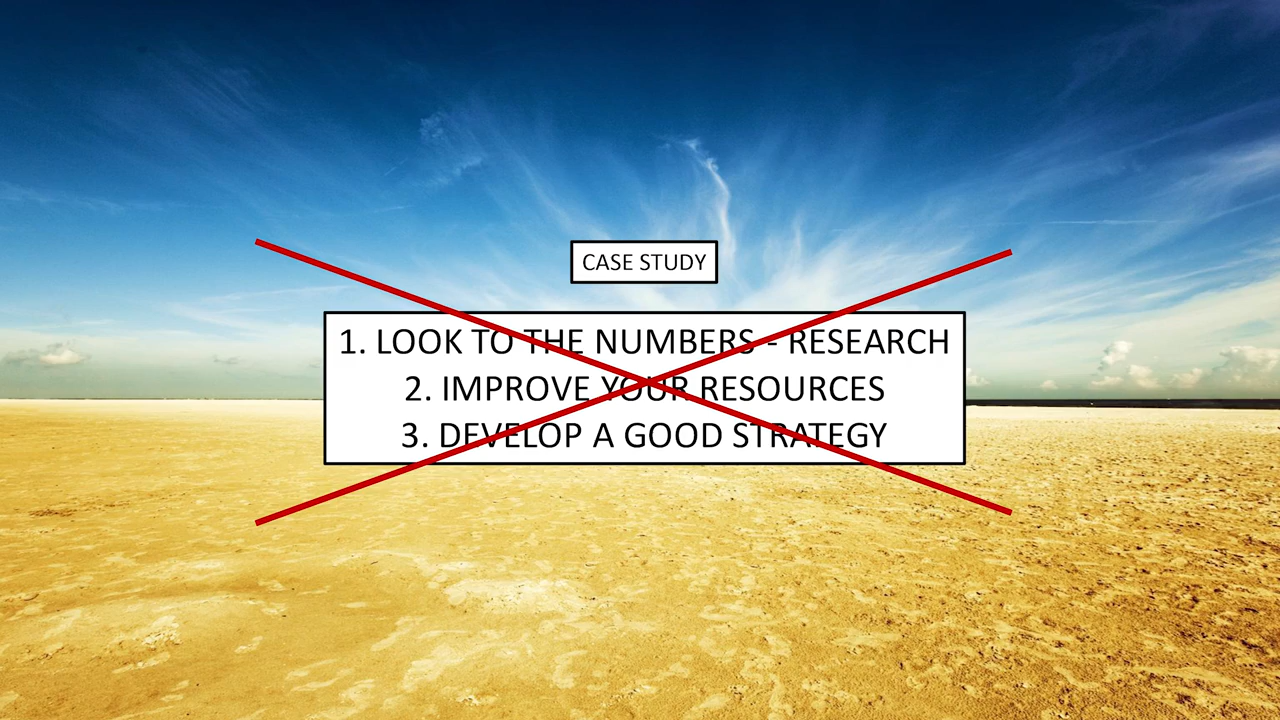 CASE STUDY
1. LOOK TO THE NUMBERS - RESEARCH
2. IMPROVE YOUR RESOURCES
3. DEVELOP A GOOD STRATEGY